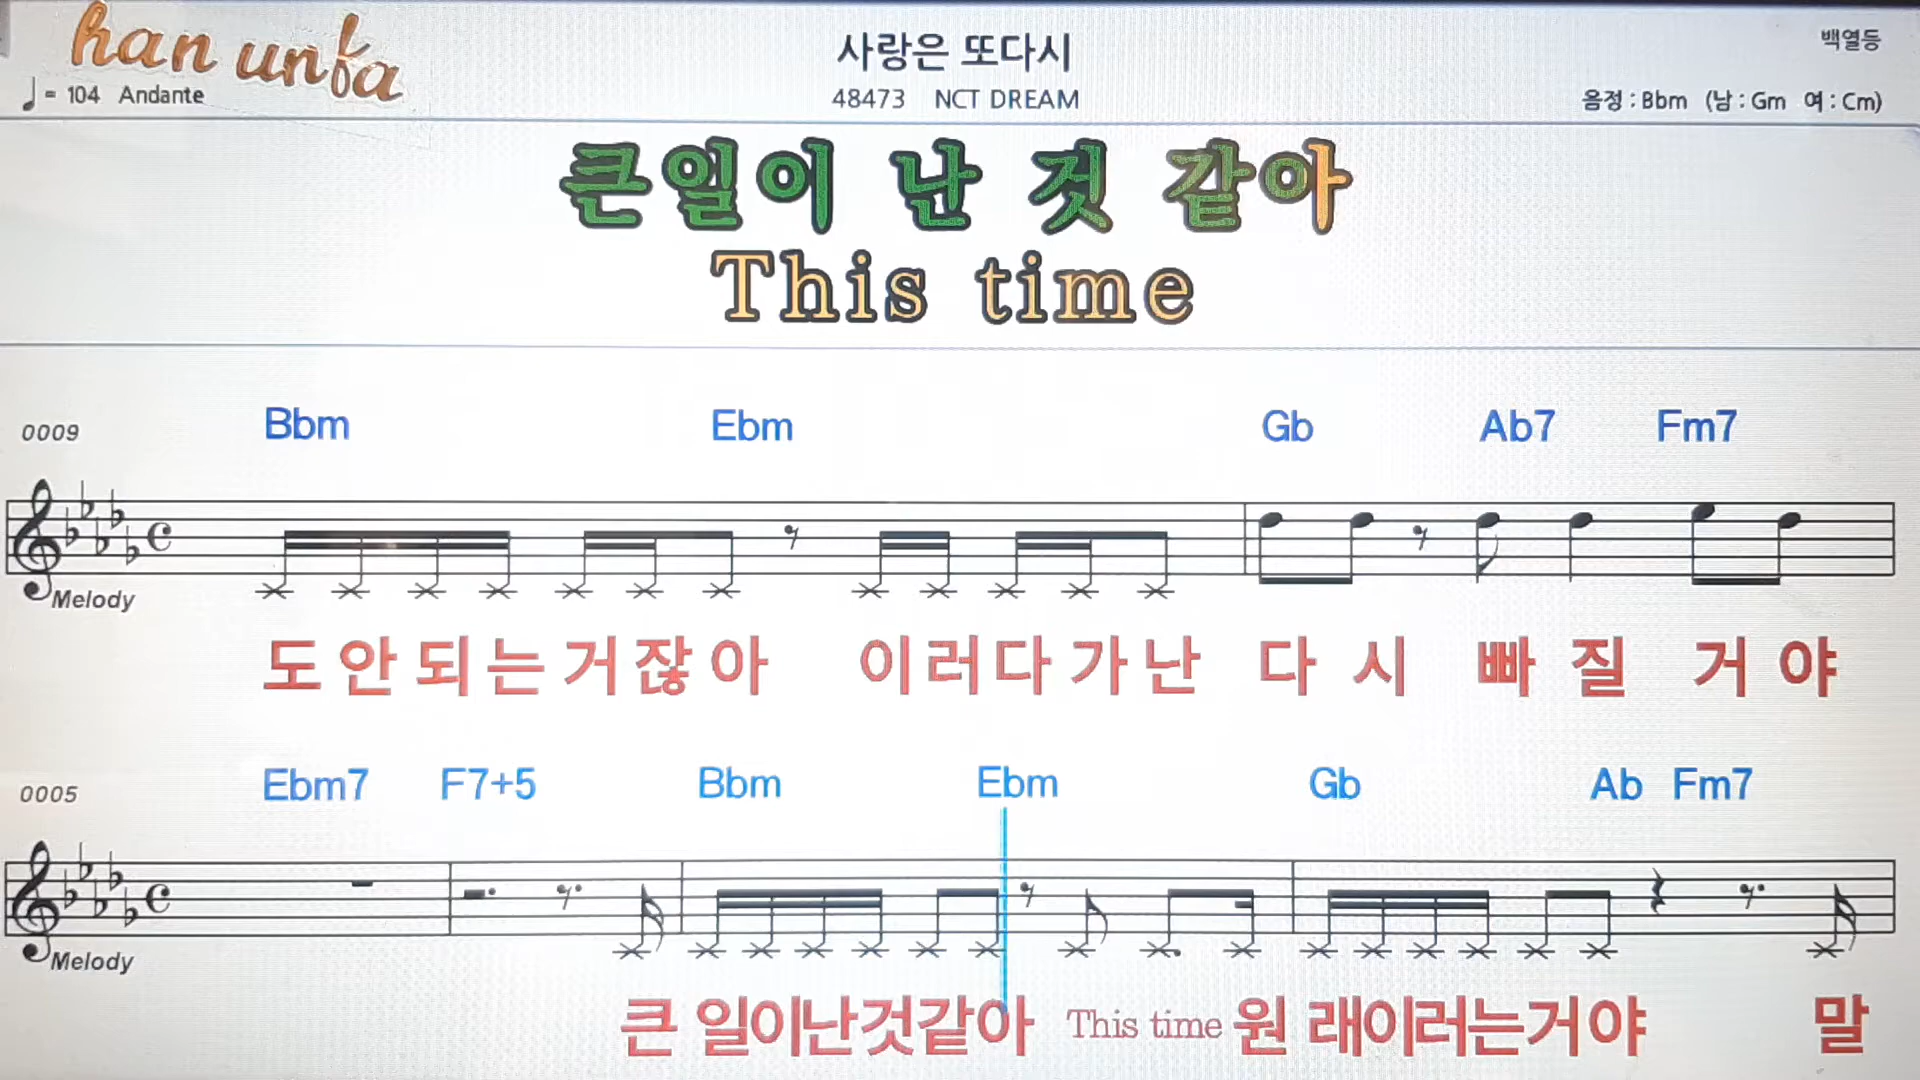 han unfa
♩= 104 Andante
사랑은 또다시
48473 NCT DREAM
백열등
음정 : Bbm (남 : Gm 여 : Cm)
큰일이 난 것 같아
This time
0009 Bbm Ebm Gb Ab7 Fm7
Melody
도안되는거잖아 이러다가난 다시 빠질 거야
0005 Ebm7 F7+5 Bbm Ebm Gb Ab Fm7
Melody
큰 일이난것같아 This time 원 래이러는거야 말